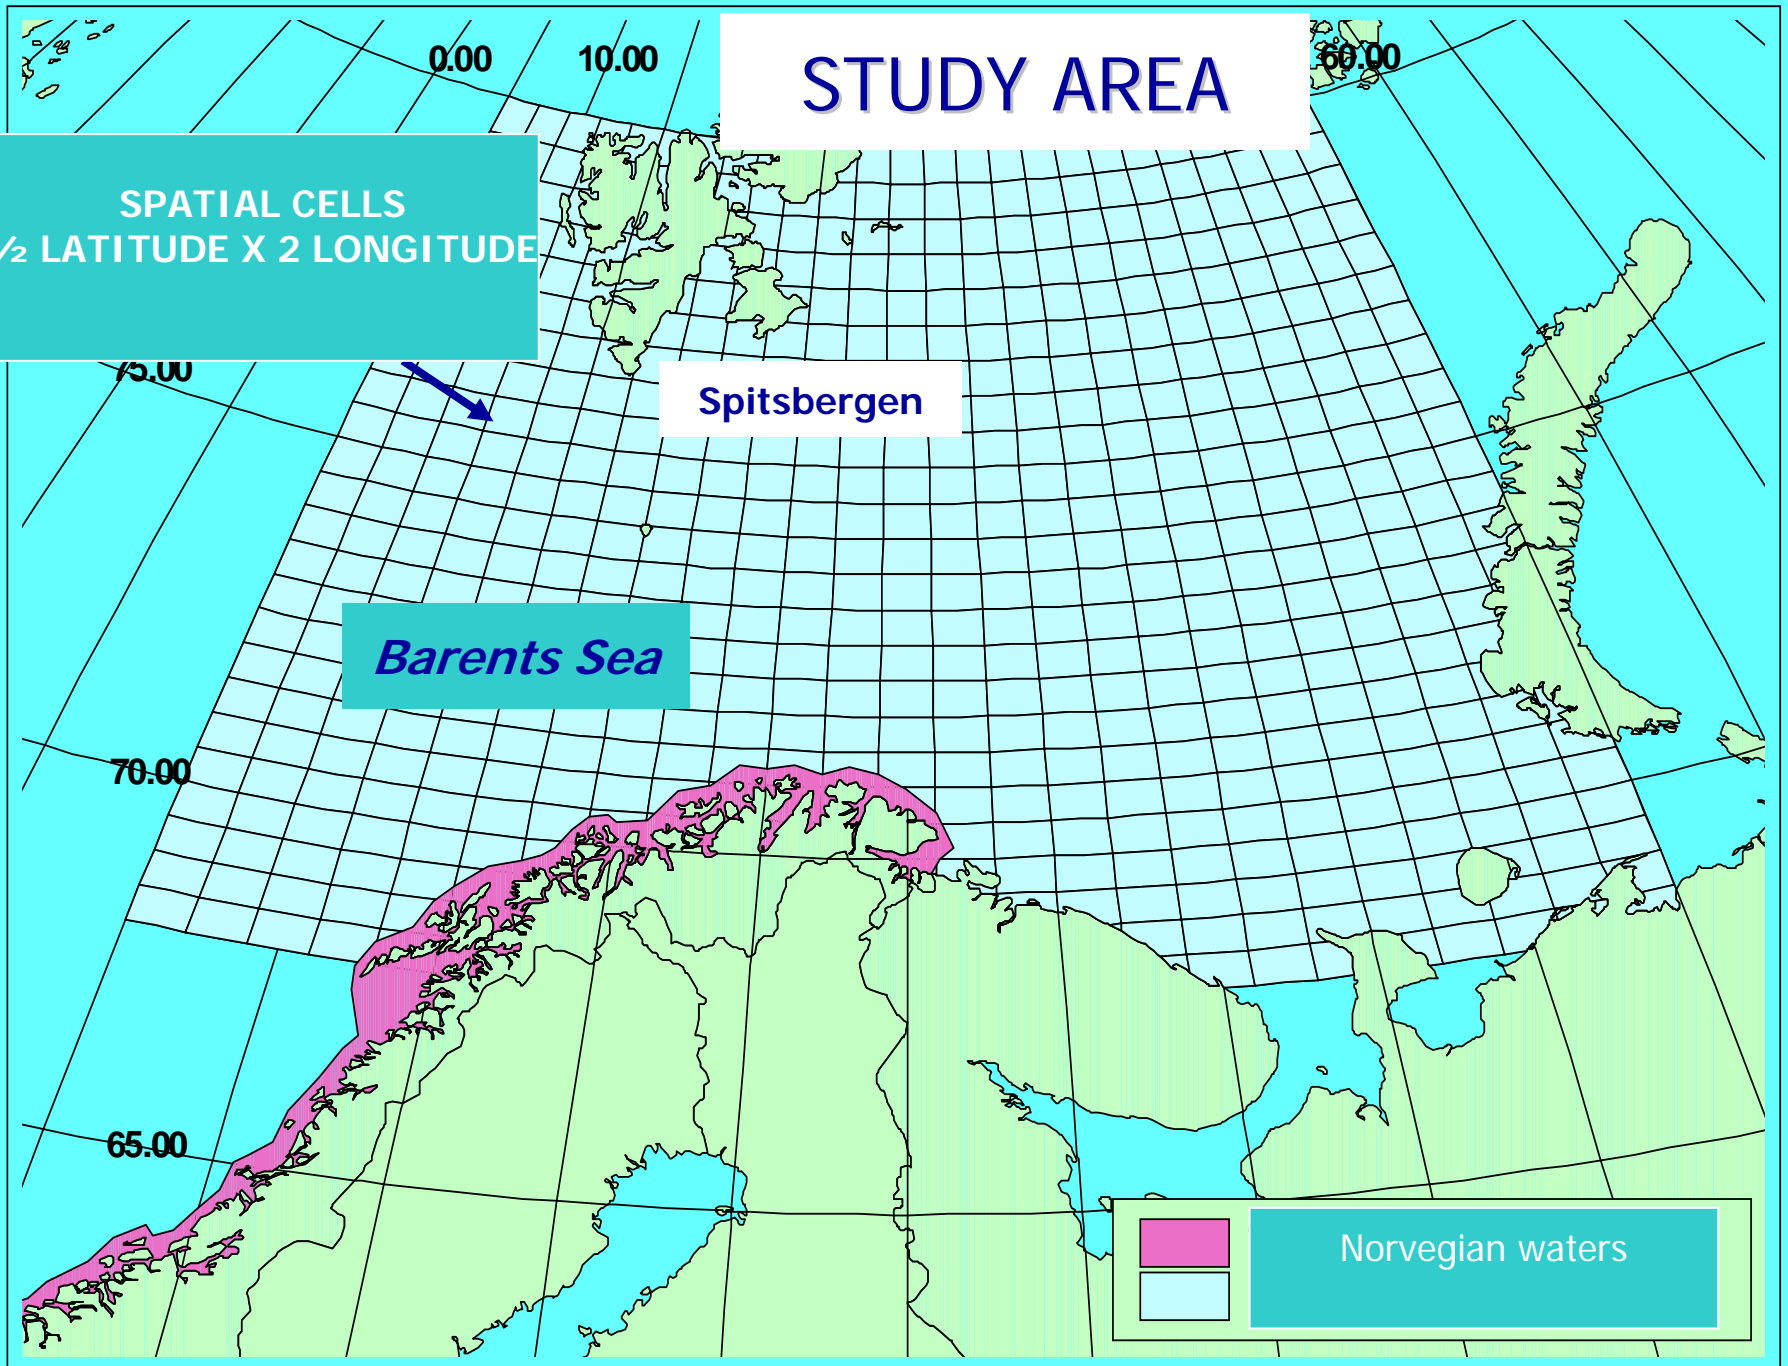 0.00 10.00 60.00
STUDY AREA
SPATIAL CELLS
½ LATITUDE X 2 LONGITUDE
75.00
Spitsbergen
Barents Sea
70.00
65.00
Norvegian waters